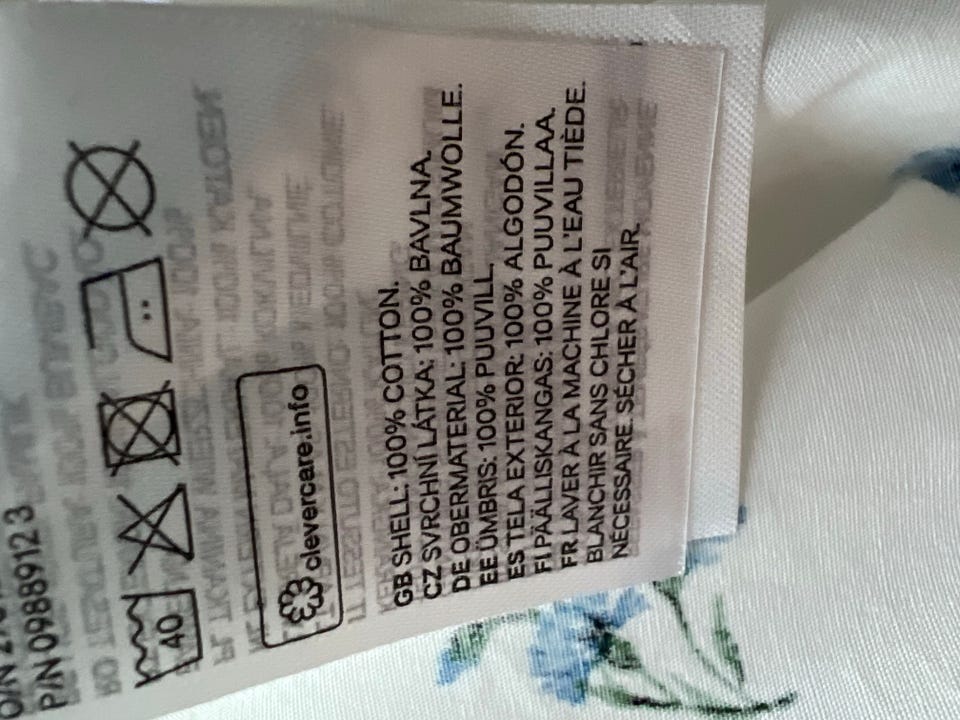 P/N 0988912 3
40
clevercare.info
GB SHELL: 100% COTTON.
CZ SVRCHNÍ LÁTKA: 100% BAVLNA.
DE OBERMATERIAL: 100% BAUMWOLLE.
EE ÜMBRIS: 100% PUUVILL.
ES TELA EXTERIOR: 100% ALGODÓN.
FI PÄÄLLISKANGAS: 100% PUUVILLAA.
FR LAVER À LA MACHINE À L'EAU TIÈDE.
BLANCHIR SANS CHLORE SI
NÉCESSAIRE. SÉCHER À L'AIR.